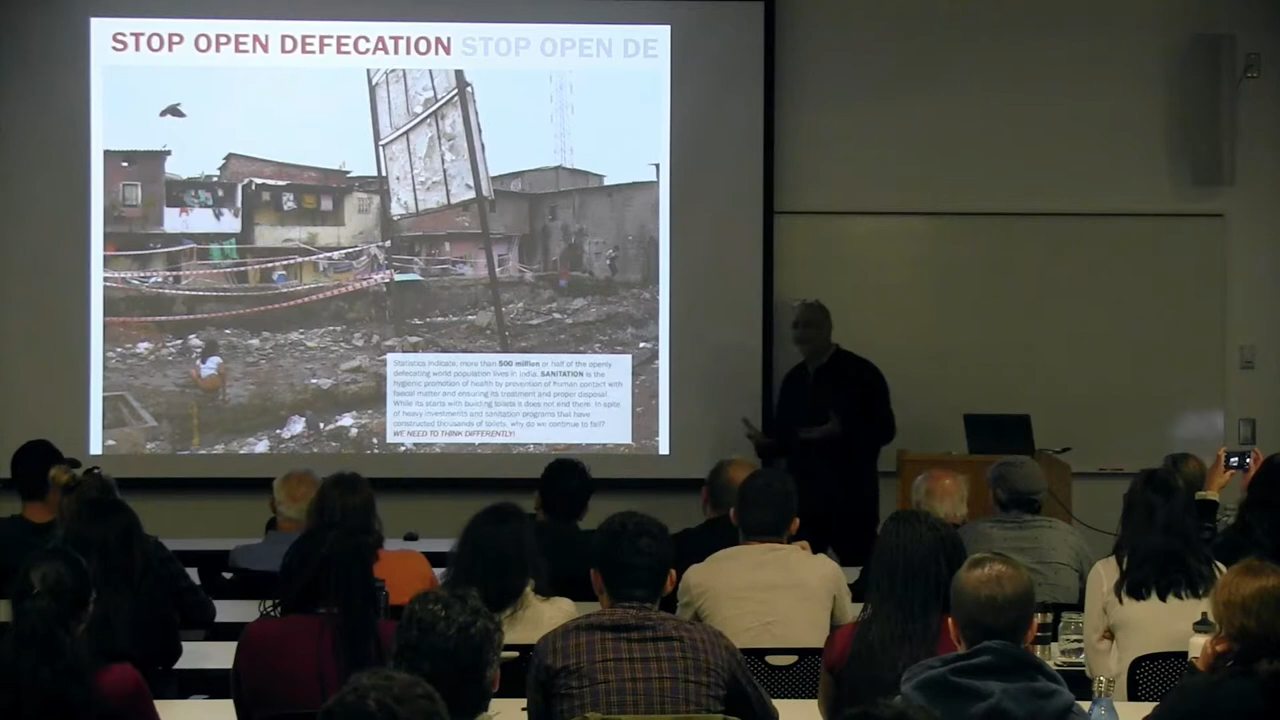 STOP OPEN DEFECATION STOP OPEN DE
Statistics indicate, more than 500 million or half of the openly
defecating world population lives in India. SANITATION is the
hygienic promotion of health by prevention of human contact with
faecal matter and ensuring its treatment and proper disposal.
While its starts with building toilets is does not end there. In spite
of heavy investments and sanitation programs that have
constructed thousands of toilets, why do we continue to fail?
WE NEED TO THINK DIFFERENTLY!